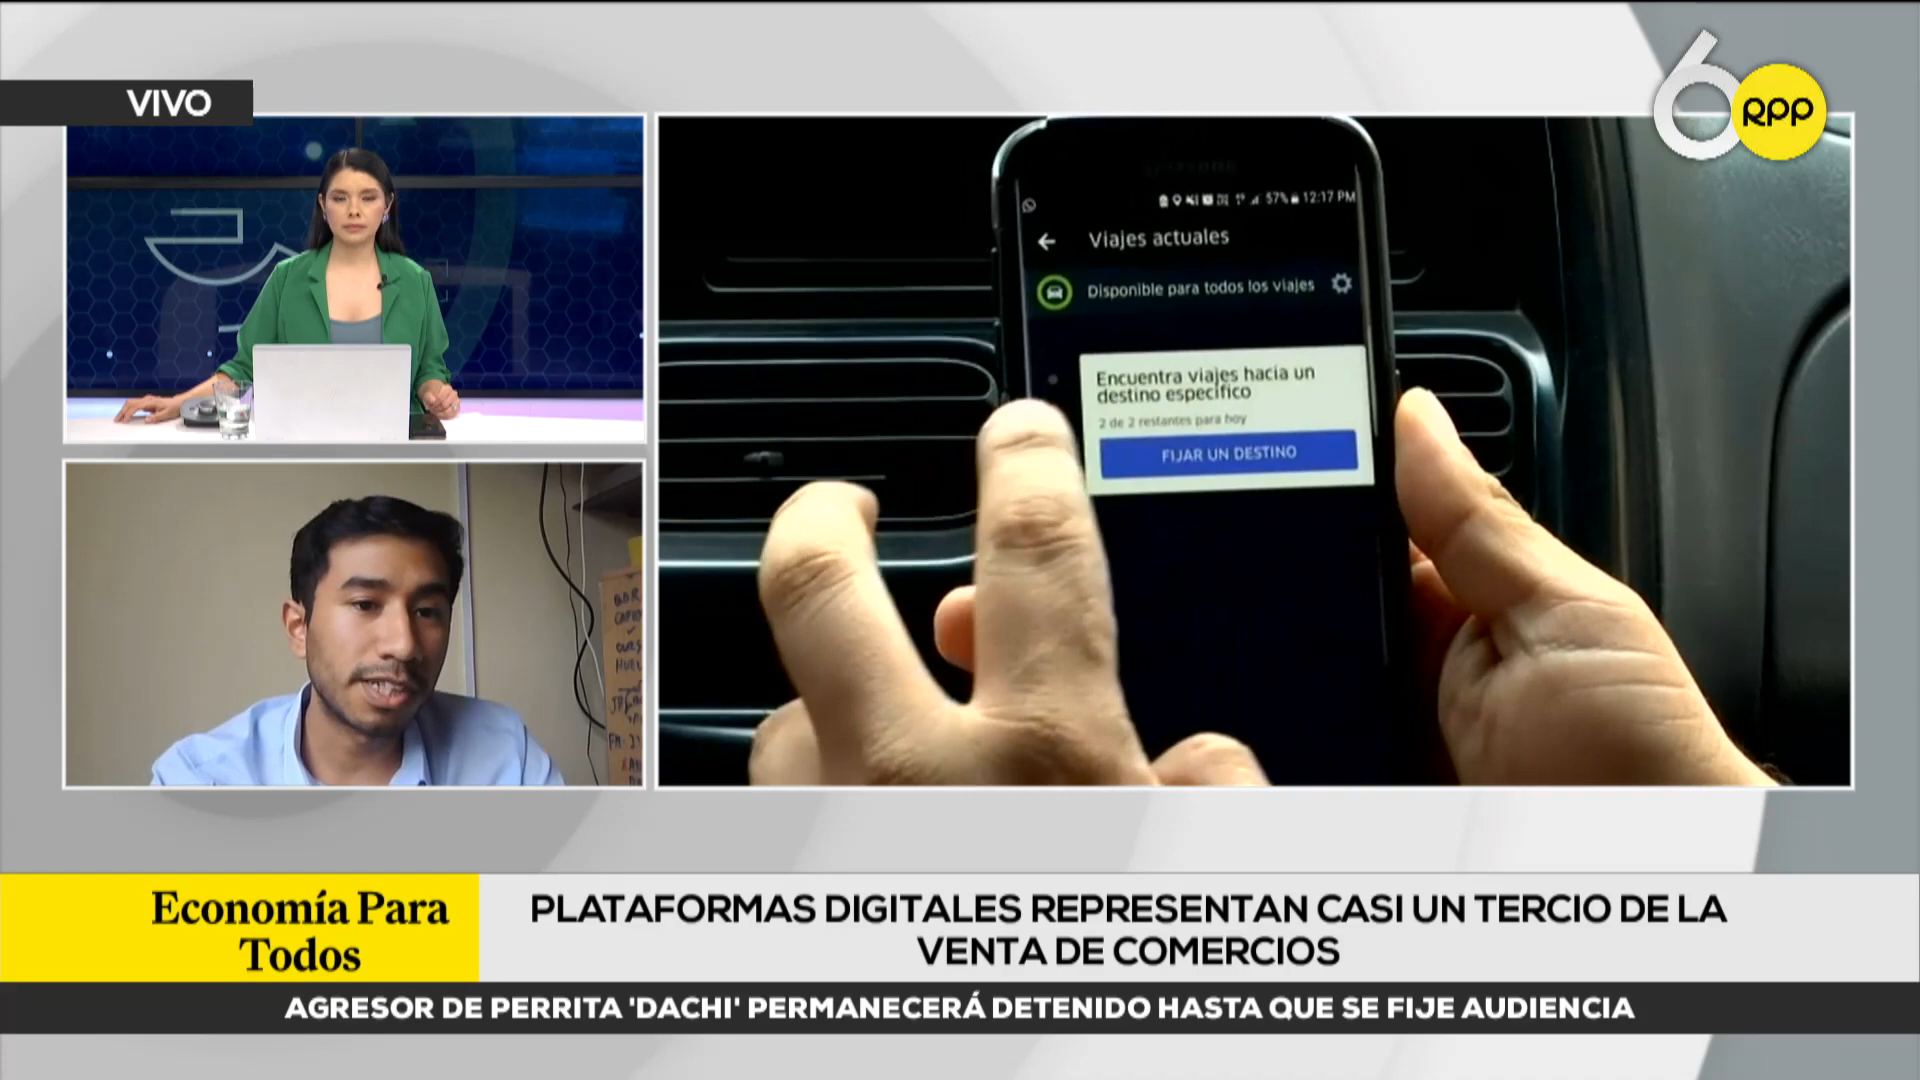 VIVO
6 RPP
57% 12:17 PM
Viajes actuales
Disponible para todos los viajes
Encuentra viajes hacia un
destino específico
2 de 2 restantes para hoy
FIJAR UN DESTINO
Economía Para
Todos
PLATAFORMAS DIGITALES REPRESENTAN CASI UN TERCIO DE LA
VENTA DE COMERCIOS
AGRESOR DE PERRITA 'DACHI' PERMANECERÁ DETENIDO HASTA QUE SE FIJE AUDIENCIA